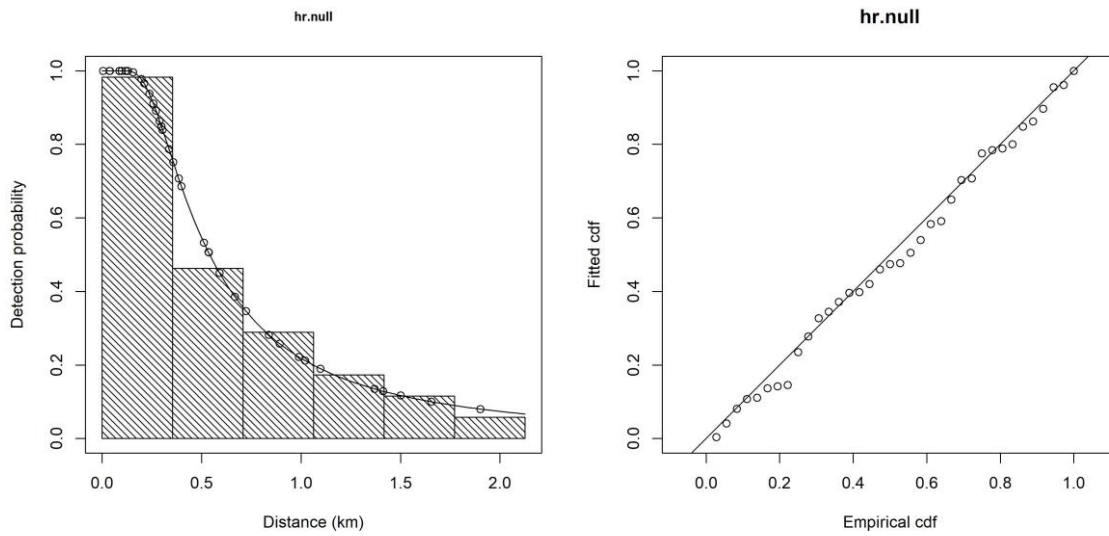 hr.null
Detection probability
1.0
0.8
0.6
0.4
0.2
0.0
0.0 0.5 1.0 1.5 2.0
Distance (km)
hr.null
Fitted cdf
1.0
0.8
0.6
0.4
0.2
0.0
0.0 0.2 0.4 0.6 0.8 1.0
Empirical cdf